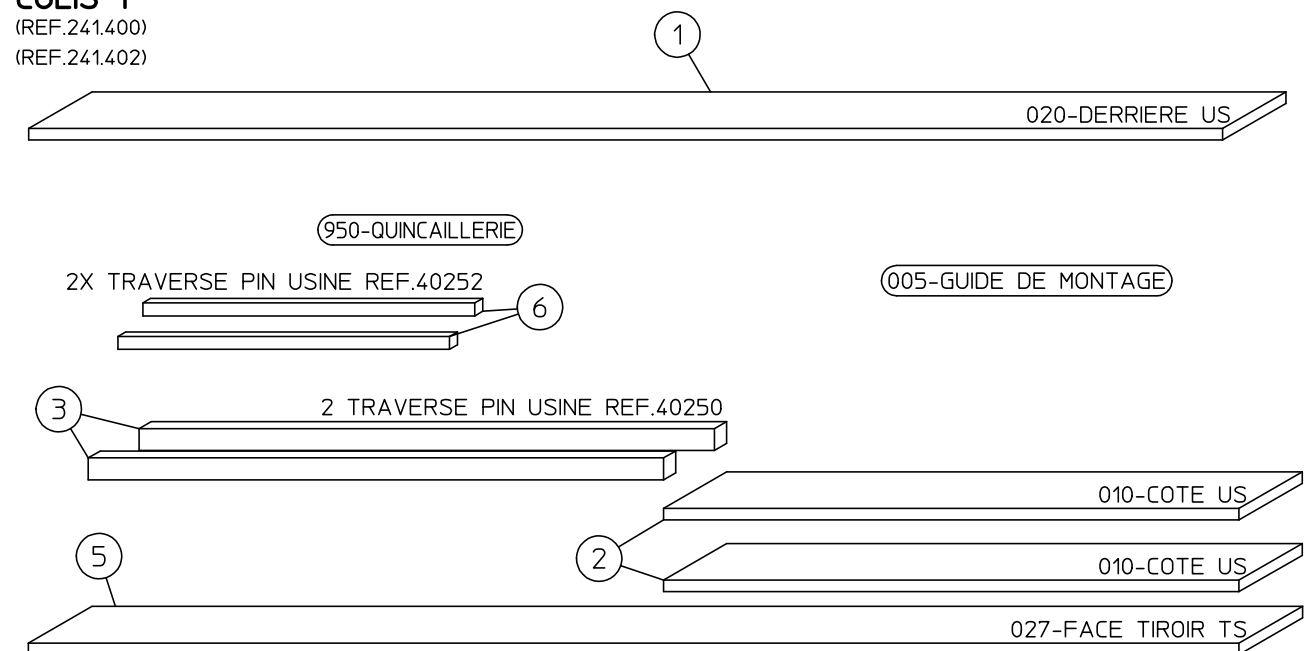 COLIS 1
(REF.241.400)
(REF.241.402)
1
020-DERRIERE US
950-QUINCAILLERIE
2X TRAVERSE PIN USINE REF.40252
005-GUIDE DE MONTAGE
6
3
2 TRAVERSE PIN USINE REF.40250
010-COTE US
2
5
010-COTE US
027-FACE TIROIR TS